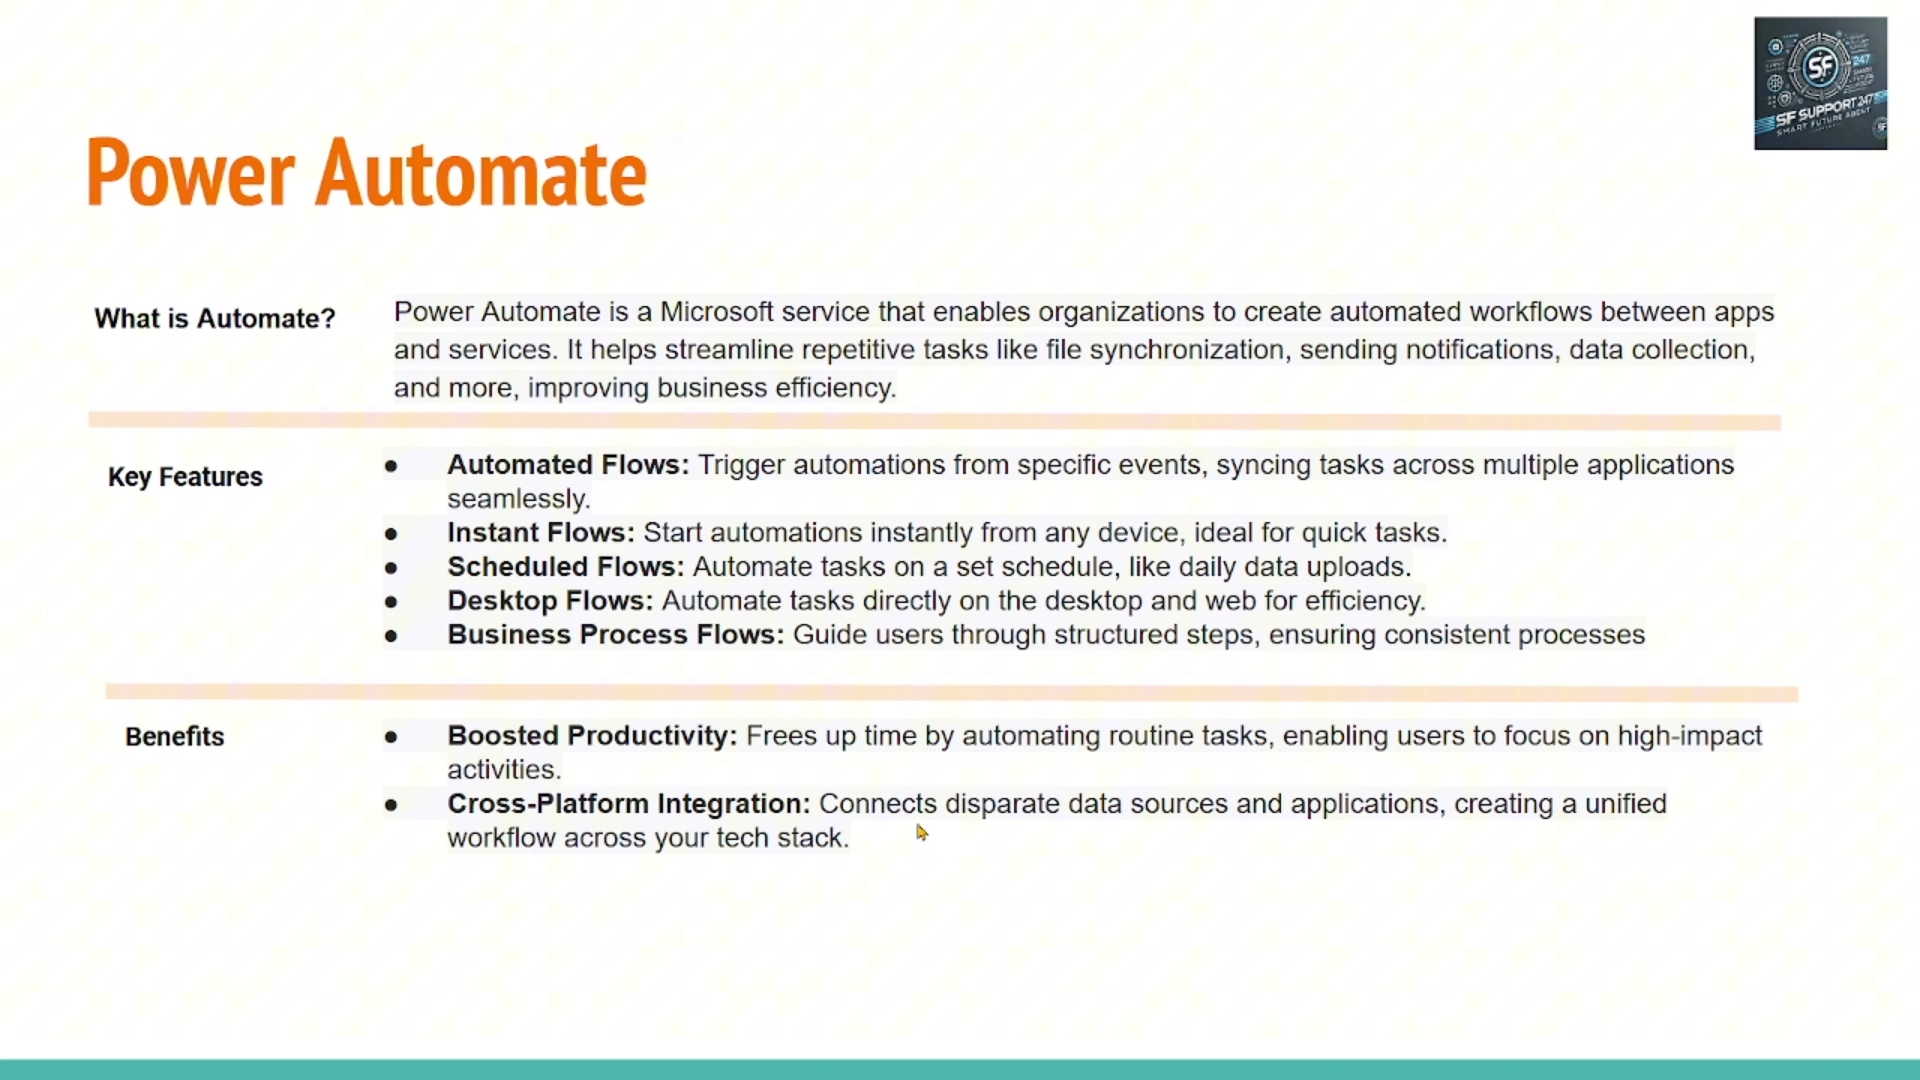 SF
247
SF SUPPORT 247
SMART FUTURE AGENT
Power Automate
What is Automate?
Power Automate is a Microsoft service that enables organizations to create automated workflows between apps
and services. It helps streamline repetitive tasks like file synchronization, sending notifications, data collection,
and more, improving business efficiency.
Key Features
● Automated Flows: Trigger automations from specific events, syncing tasks across multiple applications
seamlessly.
● Instant Flows: Start automations instantly from any device, ideal for quick tasks.
● Scheduled Flows: Automate tasks on a set schedule, like daily data uploads.
● Desktop Flows: Automate tasks directly on the desktop and web for efficiency.
● Business Process Flows: Guide users through structured steps, ensuring consistent processes
Benefits
● Boosted Productivity: Frees up time by automating routine tasks, enabling users to focus on high-impact
activities.
● Cross-Platform Integration: Connects disparate data sources and applications, creating a unified
workflow across your tech stack.